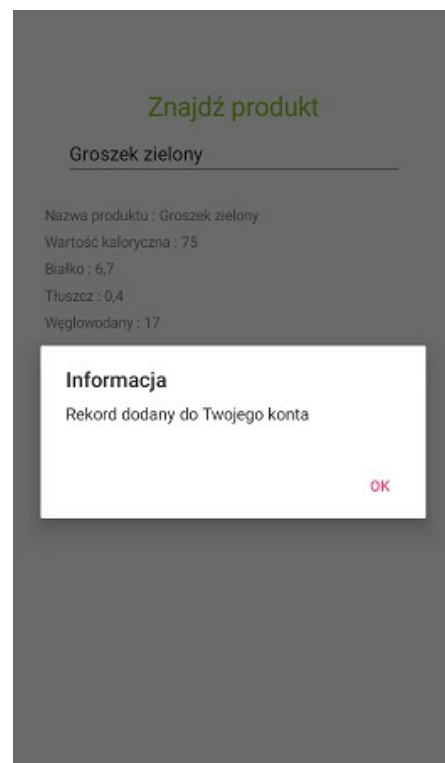 Znajdź produkt
Groszek zielony
Nazwa produktu : Groszek zielony
Wartość kaloryczna : 75
Białko : 6,7
Tłuszcz : 0,4
Węglowodany : 17
Informacja
Rekord dodany do Twojego konta
OK